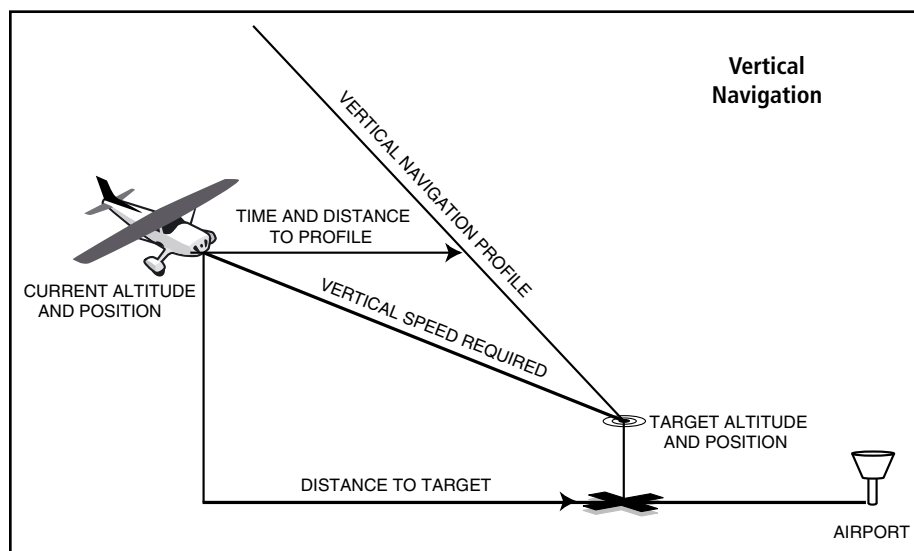 Vertical
Navigation
VERTICAL NAVIGATION PROFILE
TIME AND DISTANCE
TO PROFILE
CURRENT ALTITUDE
AND POSITION
VERTICAL SPEED REQUIRED
TARGET ALTITUDE
AND POSITION
DISTANCE TO TARGET
AIRPORT